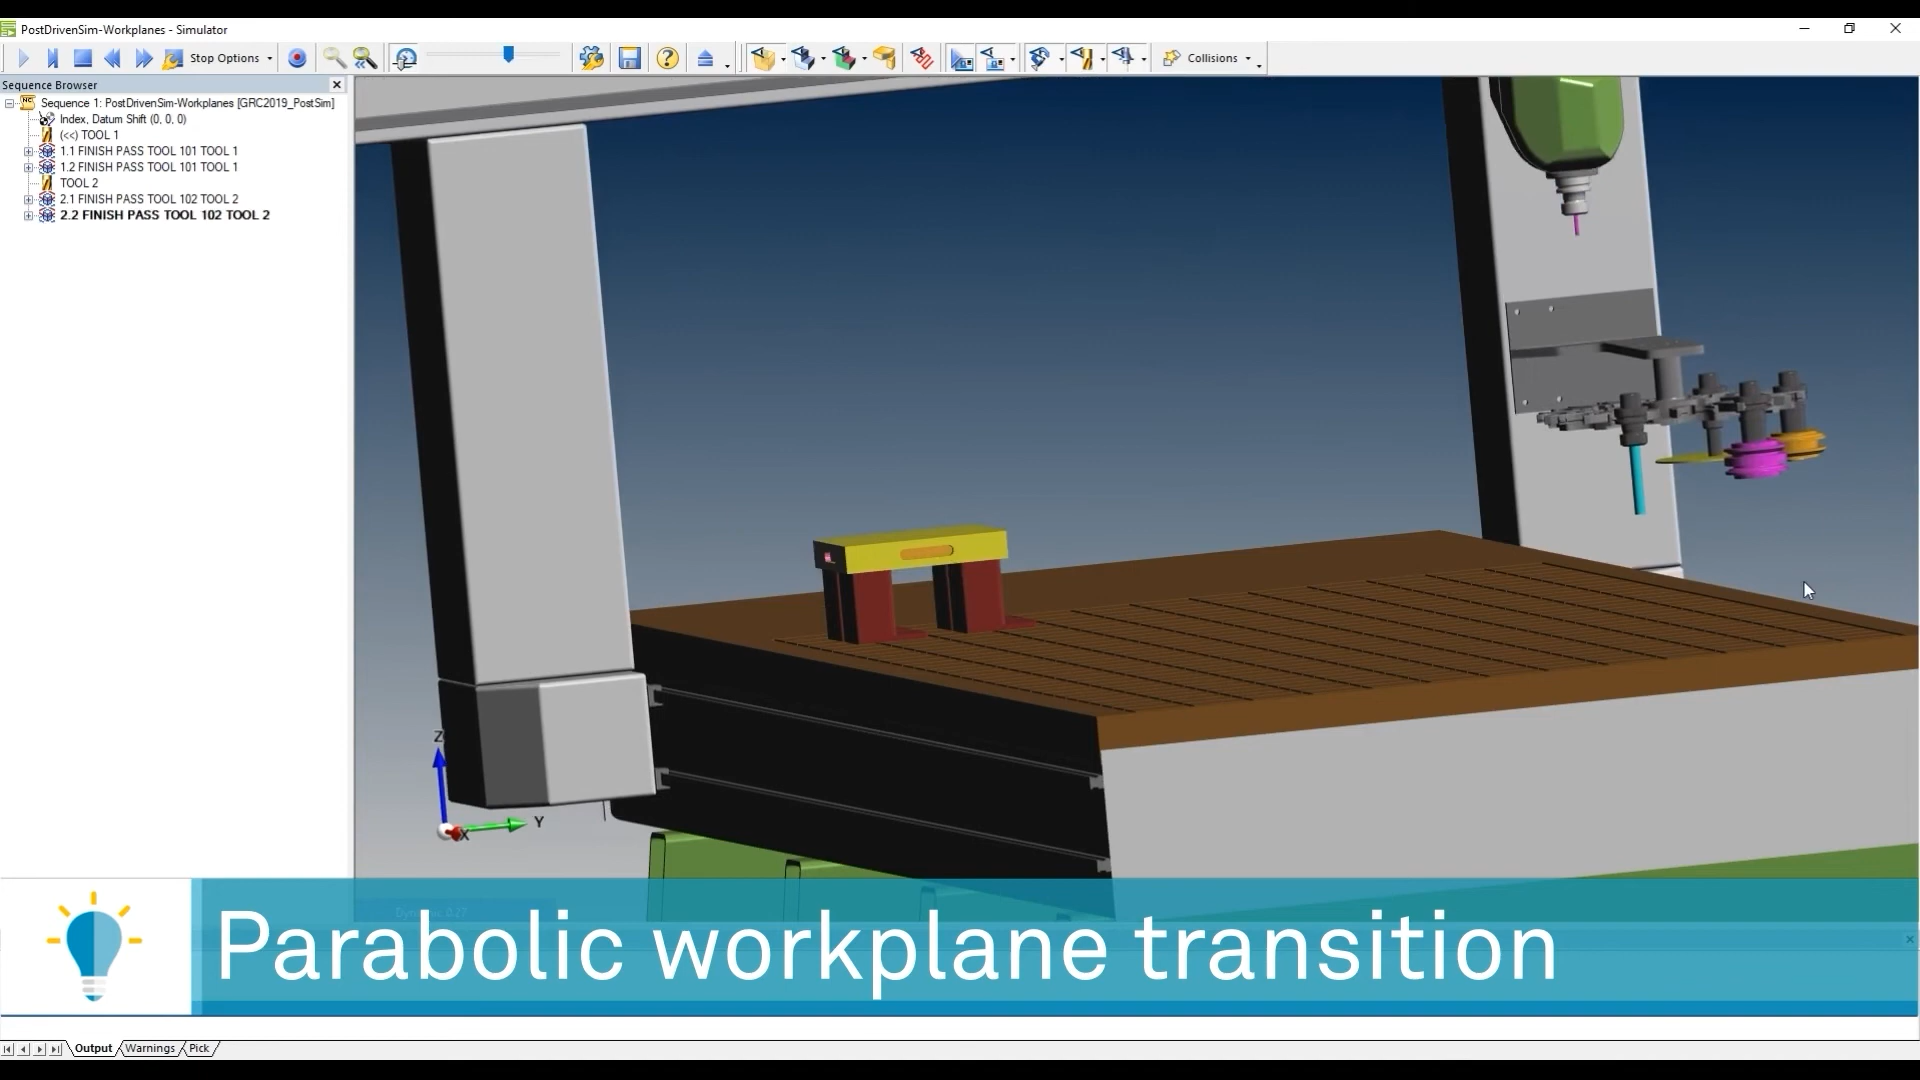 PostDrivenSim-Workplanes - Simulator
Stop Options
Collisions
Sequence Browser
Sequence 1: PostDrivenSim-Workplanes [GRC2019_PostSim]
Index, Datum Shift (0, 0, 0)
(<<) TOOL 1
1.1 FINISH PASS TOOL 101 TOOL 1
1.2 FINISH PASS TOOL 101 TOOL 1
TOOL 2
2.1 FINISH PASS TOOL 102 TOOL 2
2.2 FINISH PASS TOOL 102 TOOL 2
Z
Y
X
Parabolic workplane transition
Output
Warnings
Pick